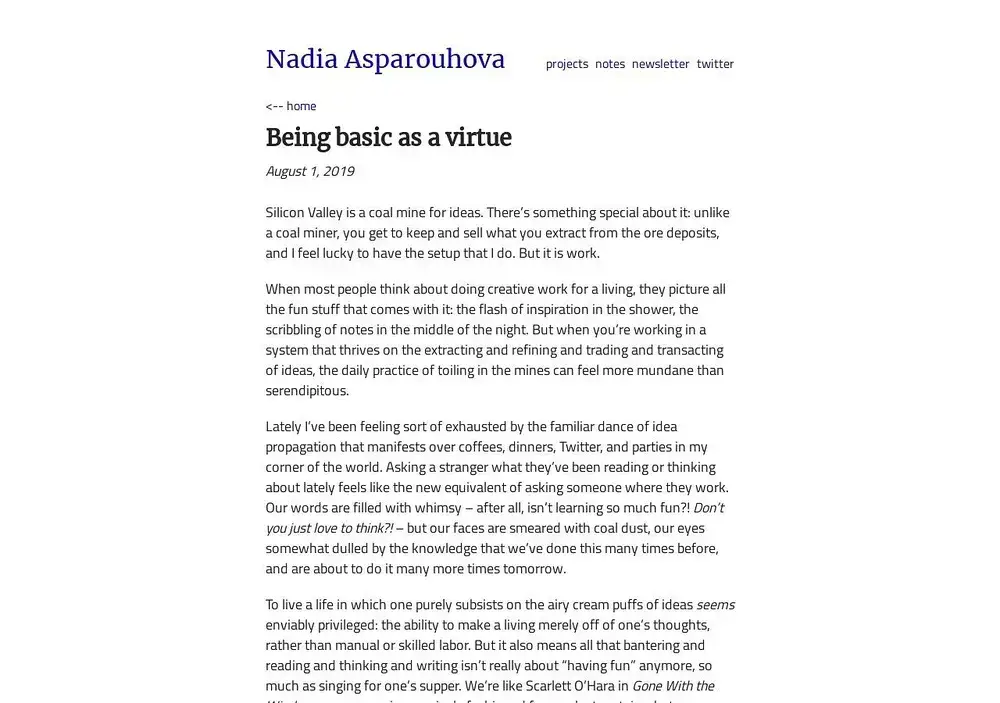 Nadia Asparouhova
projects notes newsletter twitter
<-- home
Being basic as a virtue
August 1, 2019
Silicon Valley is a coal mine for ideas. There’s something special about it: unlike
a coal miner, you get to keep and sell what you extract from the ore deposits,
and I feel lucky to have the setup that I do. But it is work.
When most people think about doing creative work for a living, they picture all
the fun stuff that comes with it: the flash of inspiration in the shower, the
scribbling of notes in the middle of the night. But when you’re working in a
system that thrives on the extracting and refining and trading and transacting
of ideas, the daily practice of toiling in the mines can feel more mundane than
serendipitous.
Lately I’ve been feeling sort of exhausted by the familiar dance of idea
propagation that manifests over coffees, dinners, Twitter, and parties in my
corner of the world. Asking a stranger what they’ve been reading or thinking
about lately feels like the new equivalent of asking someone where they work.
Our words are filled with whimsy – after all, isn’t learning so much fun?! Don’t
you just love to think?! – but our faces are smeared with coal dust, our eyes
somewhat dulled by the knowledge that we’ve done this many times before,
and are about to do it many more times tomorrow.
To live a life in which one purely subsists on the airy cream puffs of ideas seems
enviably privileged: the ability to make a living merely off of one’s thoughts,
rather than manual or skilled labor. But it also means all that bantering and
reading and thinking and writing isn’t really about “having fun” anymore, so
much as singing for one’s supper. We’re like Scarlett O’Hara in Gone With the